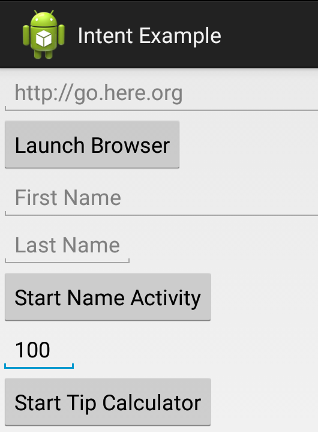 Intent Example
http://go.here.org
Launch Browser
First Name
Last Name
Start Name Activity
100
Start Tip Calculator